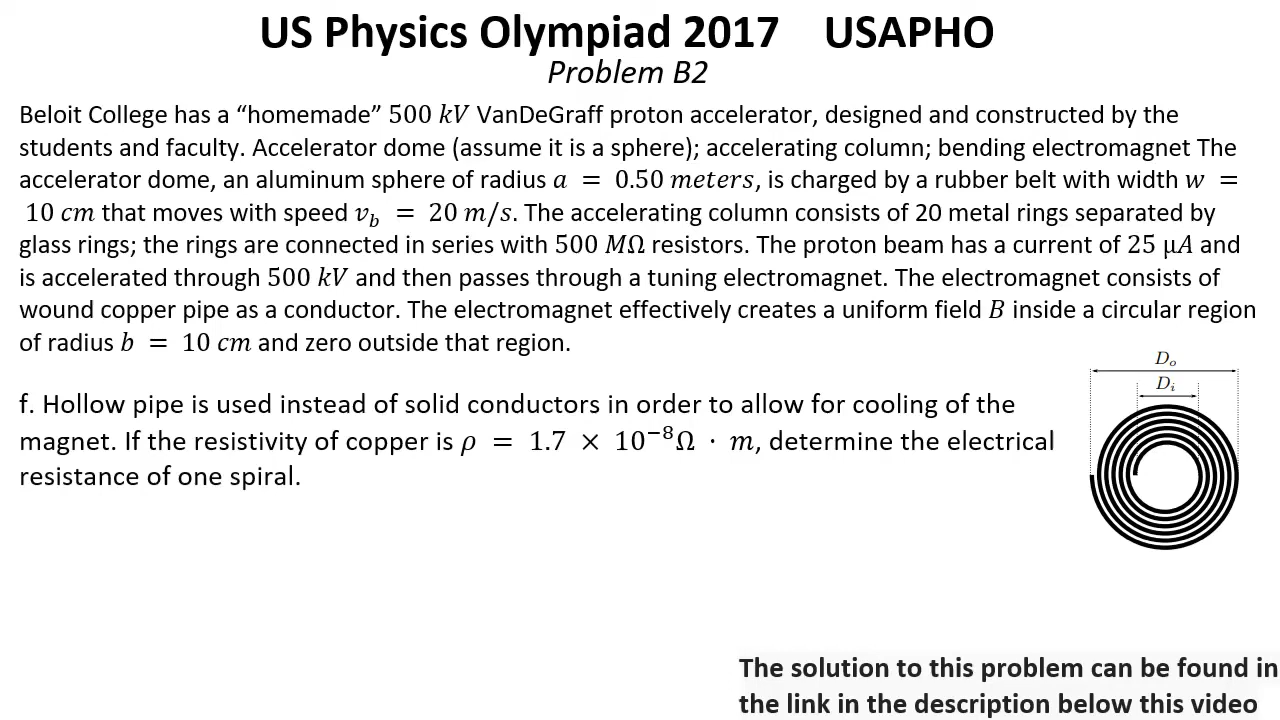 US Physics Olympiad 2017 USAPHO
Problem B2
Beloit College has a “homemade” 500 kV VanDeGraff proton accelerator, designed and constructed by the
students and faculty. Accelerator dome (assume it is a sphere); accelerating column; bending electromagnet The
accelerator dome, an aluminum sphere of radius a = 0.50 meters, is charged by a rubber belt with width w =
10 cm that moves with speed v_b = 20 m/s. The accelerating column consists of 20 metal rings separated by
glass rings; the rings are connected in series with 500 MΩ resistors. The proton beam has a current of 25 μA and
is accelerated through 500 kV and then passes through a tuning electromagnet. The electromagnet consists of
wound copper pipe as a conductor. The electromagnet effectively creates a uniform field B inside a circular region
of radius b = 10 cm and zero outside that region.
D_o
D_i
f. Hollow pipe is used instead of solid conductors in order to allow for cooling of the
magnet. If the resistivity of copper is ρ = 1.7 × 10⁻⁸Ω · m, determine the electrical
resistance of one spiral.
The solution to this problem can be found in
the link in the description below this video